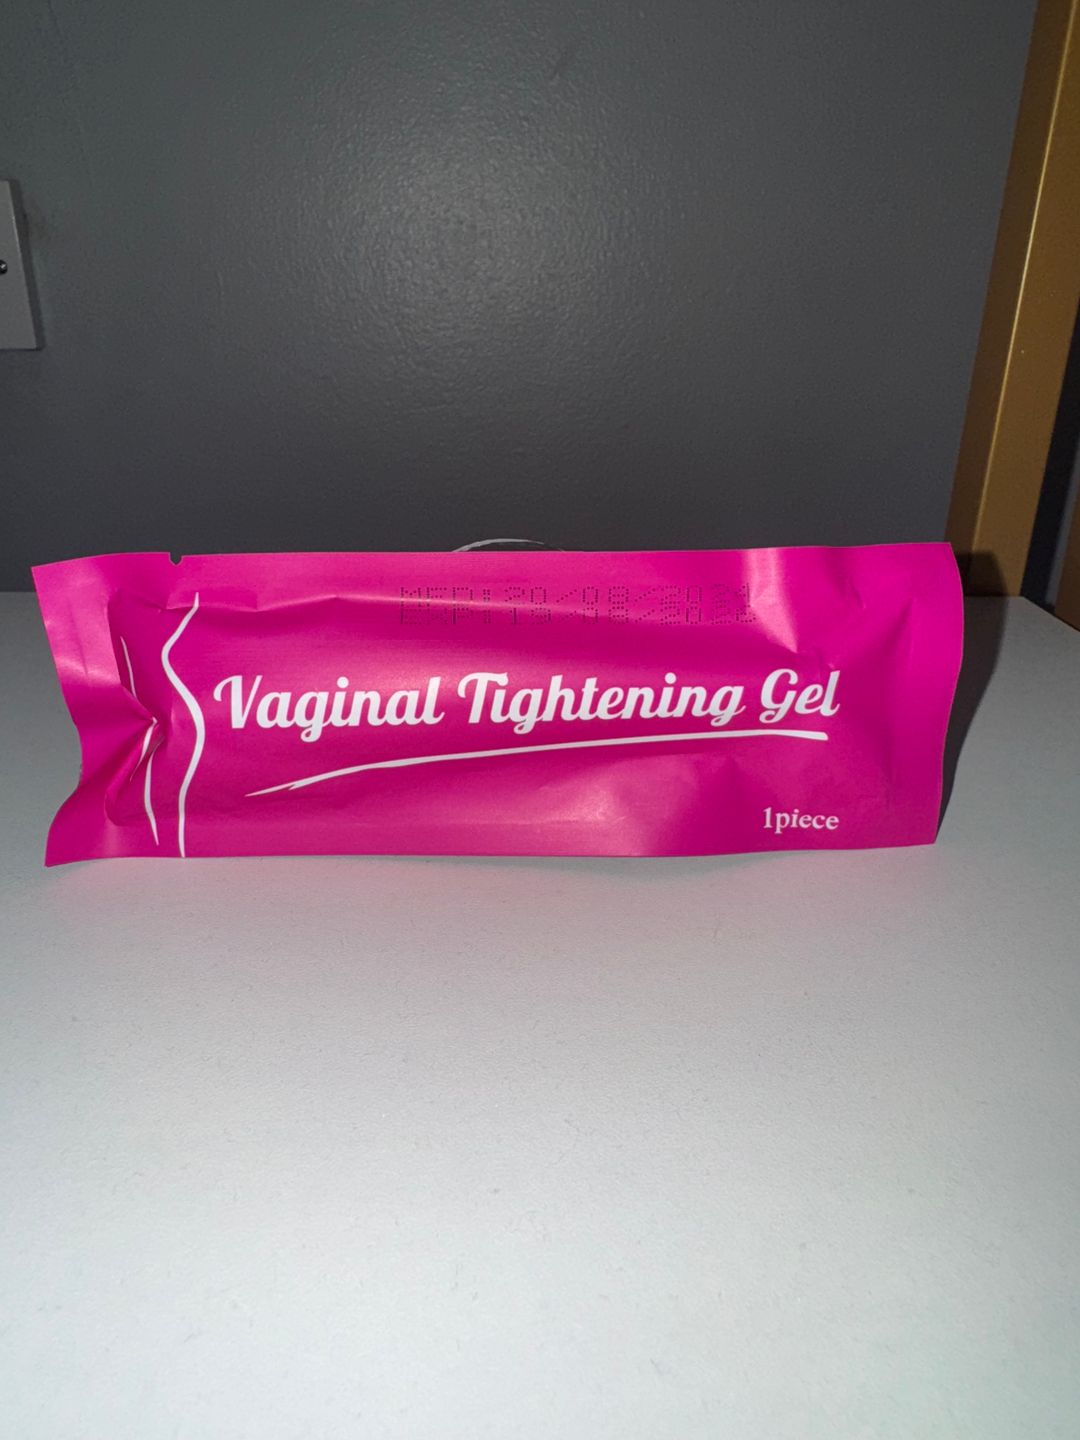 Vaginal Tightening Gel
1piece